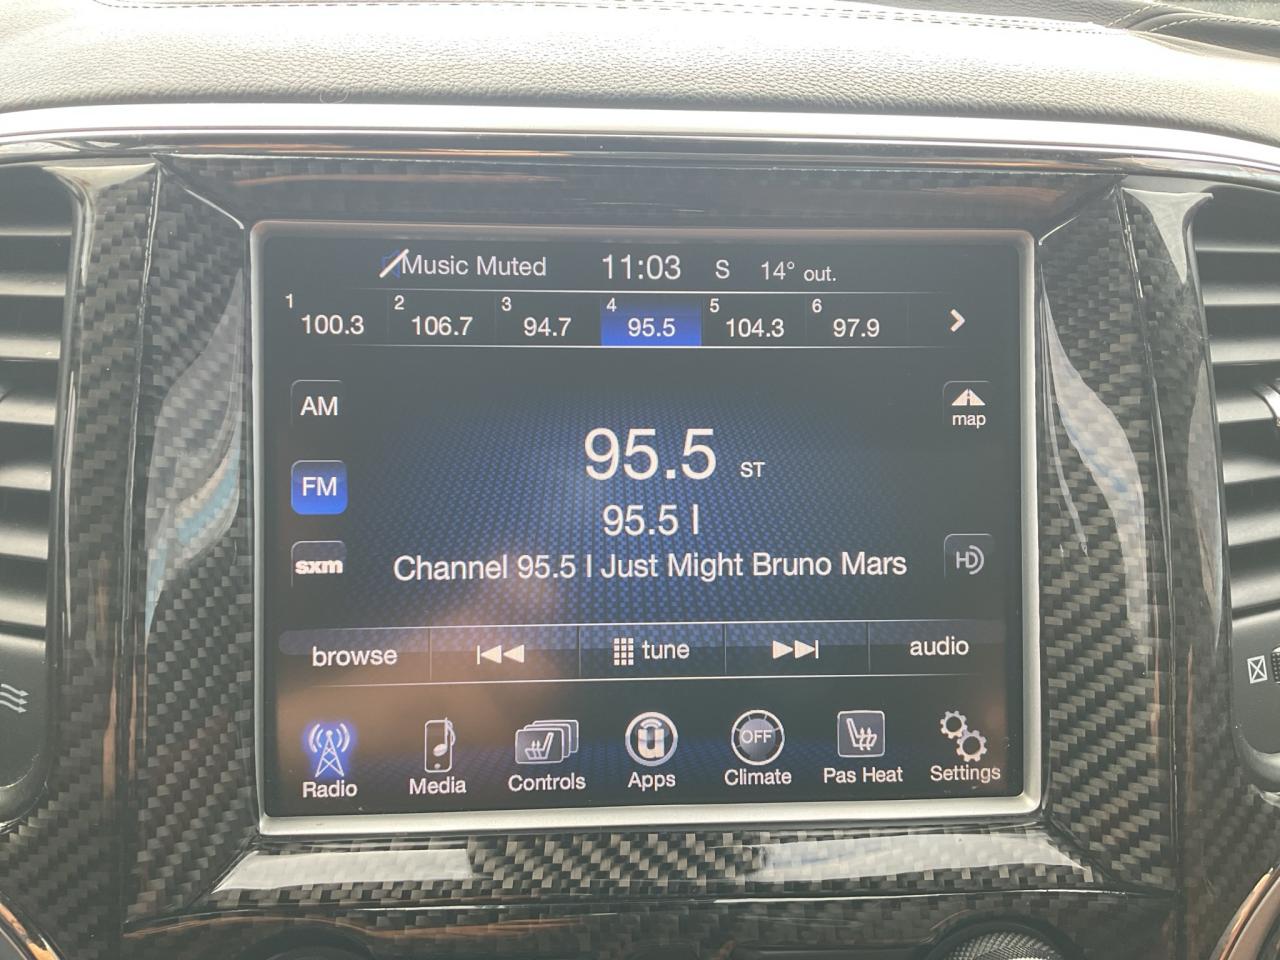 Music Muted 11:03 S 14° out.
1 100.3 2 106.7 3 94.7 4 95.5 5 104.3 6 97.9
AM
map
95.5 ST
FM
95.5 I
Channel 95.5 I Just Might Bruno Mars
sxm
HD
browse tune audio
OFF
Radio Media Controls Apps Climate Pas Heat Settings